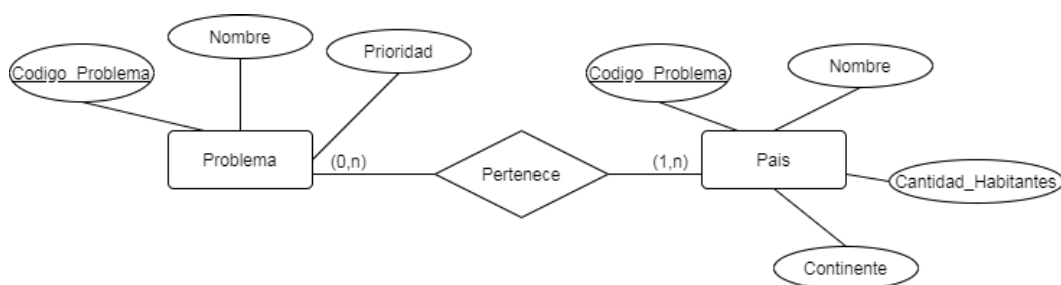 Nombre
Prioridad
Codigo_Problema
Codigo_Problema
Nombre
Problema
(0,n)
Pertenece
(1,n)
Pais
Cantidad_Habitantes
Continente